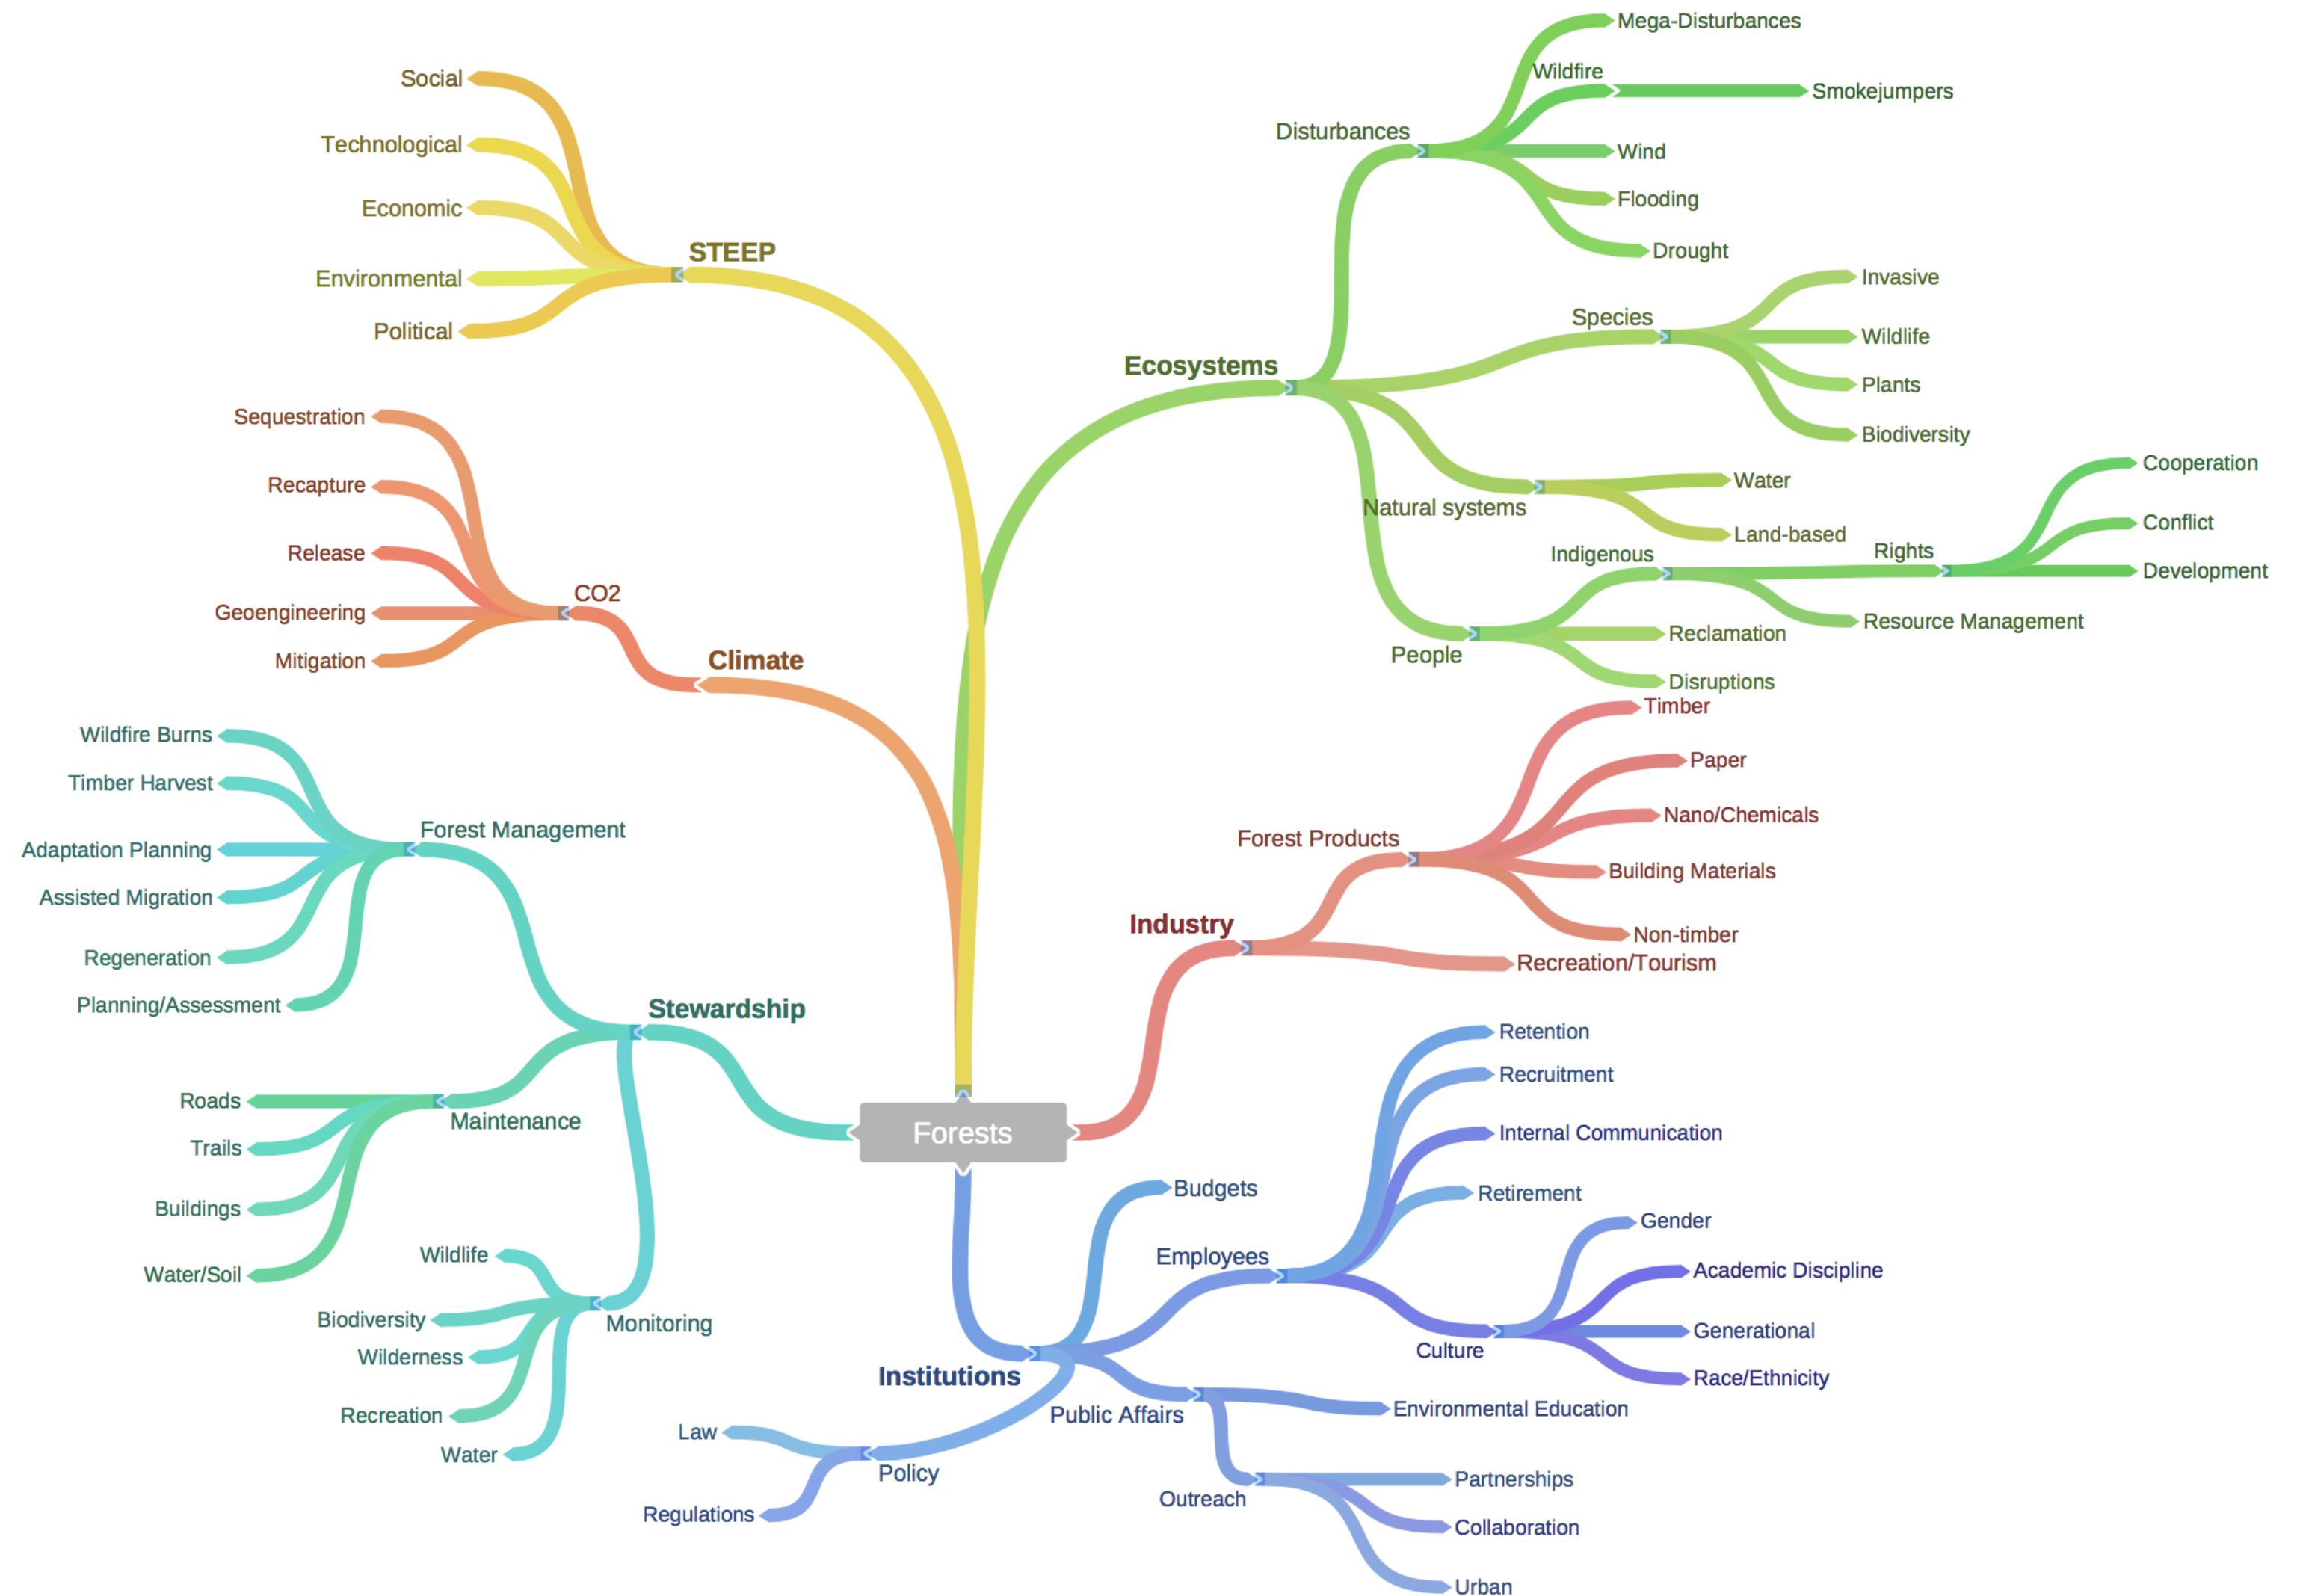 Forests
STEEP
Social
Technological
Economic
Environmental
Political
Climate
CO2
Sequestration
Recapture
Release
Geoengineering
Mitigation
Stewardship
Forest Management
Wildfire Burns
Timber Harvest
Adaptation Planning
Assisted Migration
Regeneration
Planning/Assessment
Maintenance
Roads
Trails
Buildings
Water/Soil
Monitoring
Wildlife
Biodiversity
Wilderness
Recreation
Water
Ecosystems
Disturbances
Mega-Disturbances
Wildfire
Smokejumpers
Wind
Flooding
Drought
Species
Invasive
Wildlife
Plants
Biodiversity
Natural systems
Water
Land-based
People
Indigenous
Rights
Cooperation
Conflict
Development
Resource Management
Reclamation
Disruptions
Industry
Forest Products
Timber
Paper
Nano/Chemicals
Building Materials
Non-timber
Recreation/Tourism
Institutions
Budgets
Employees
Retention
Recruitment
Internal Communication
Retirement
Culture
Gender
Academic Discipline
Generational
Race/Ethnicity
Public Affairs
Environmental Education
Outreach
Partnerships
Collaboration
Urban
Policy
Law
Regulations